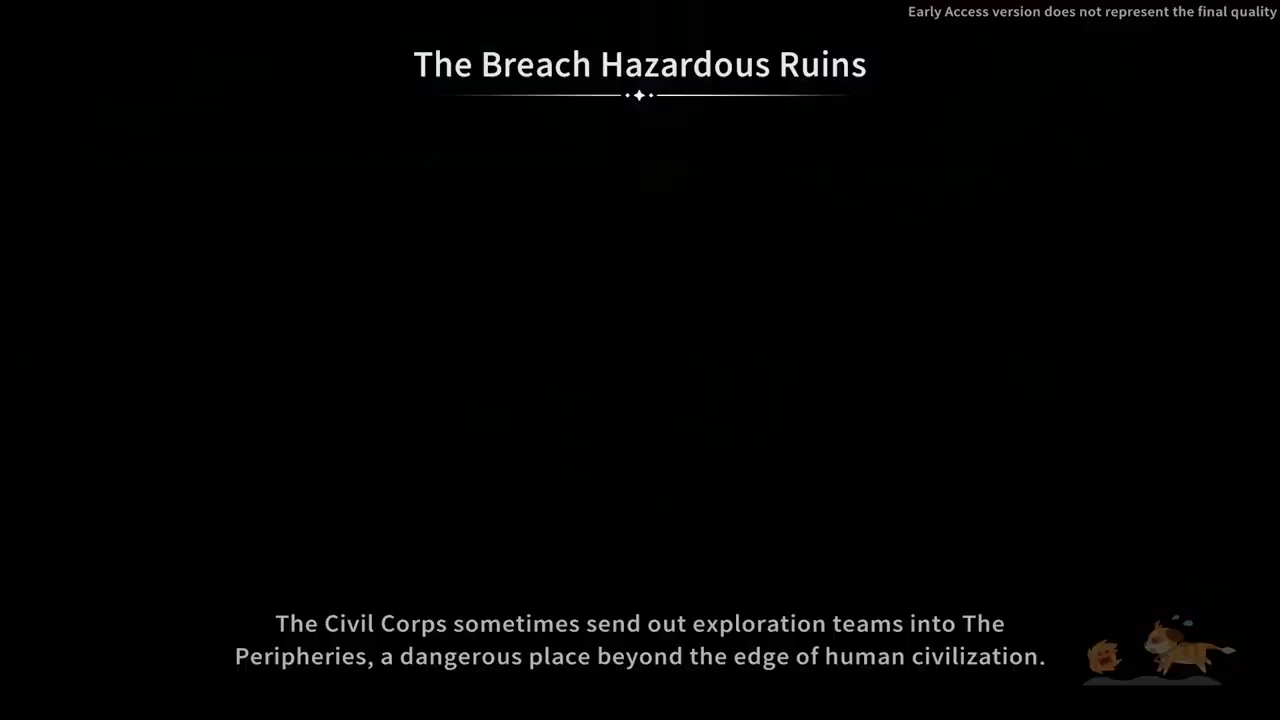 Early Access version does not represent the final quality
The Breach Hazardous Ruins
The Civil Corps sometimes send out exploration teams into The
Peripheries, a dangerous place beyond the edge of human civilization.